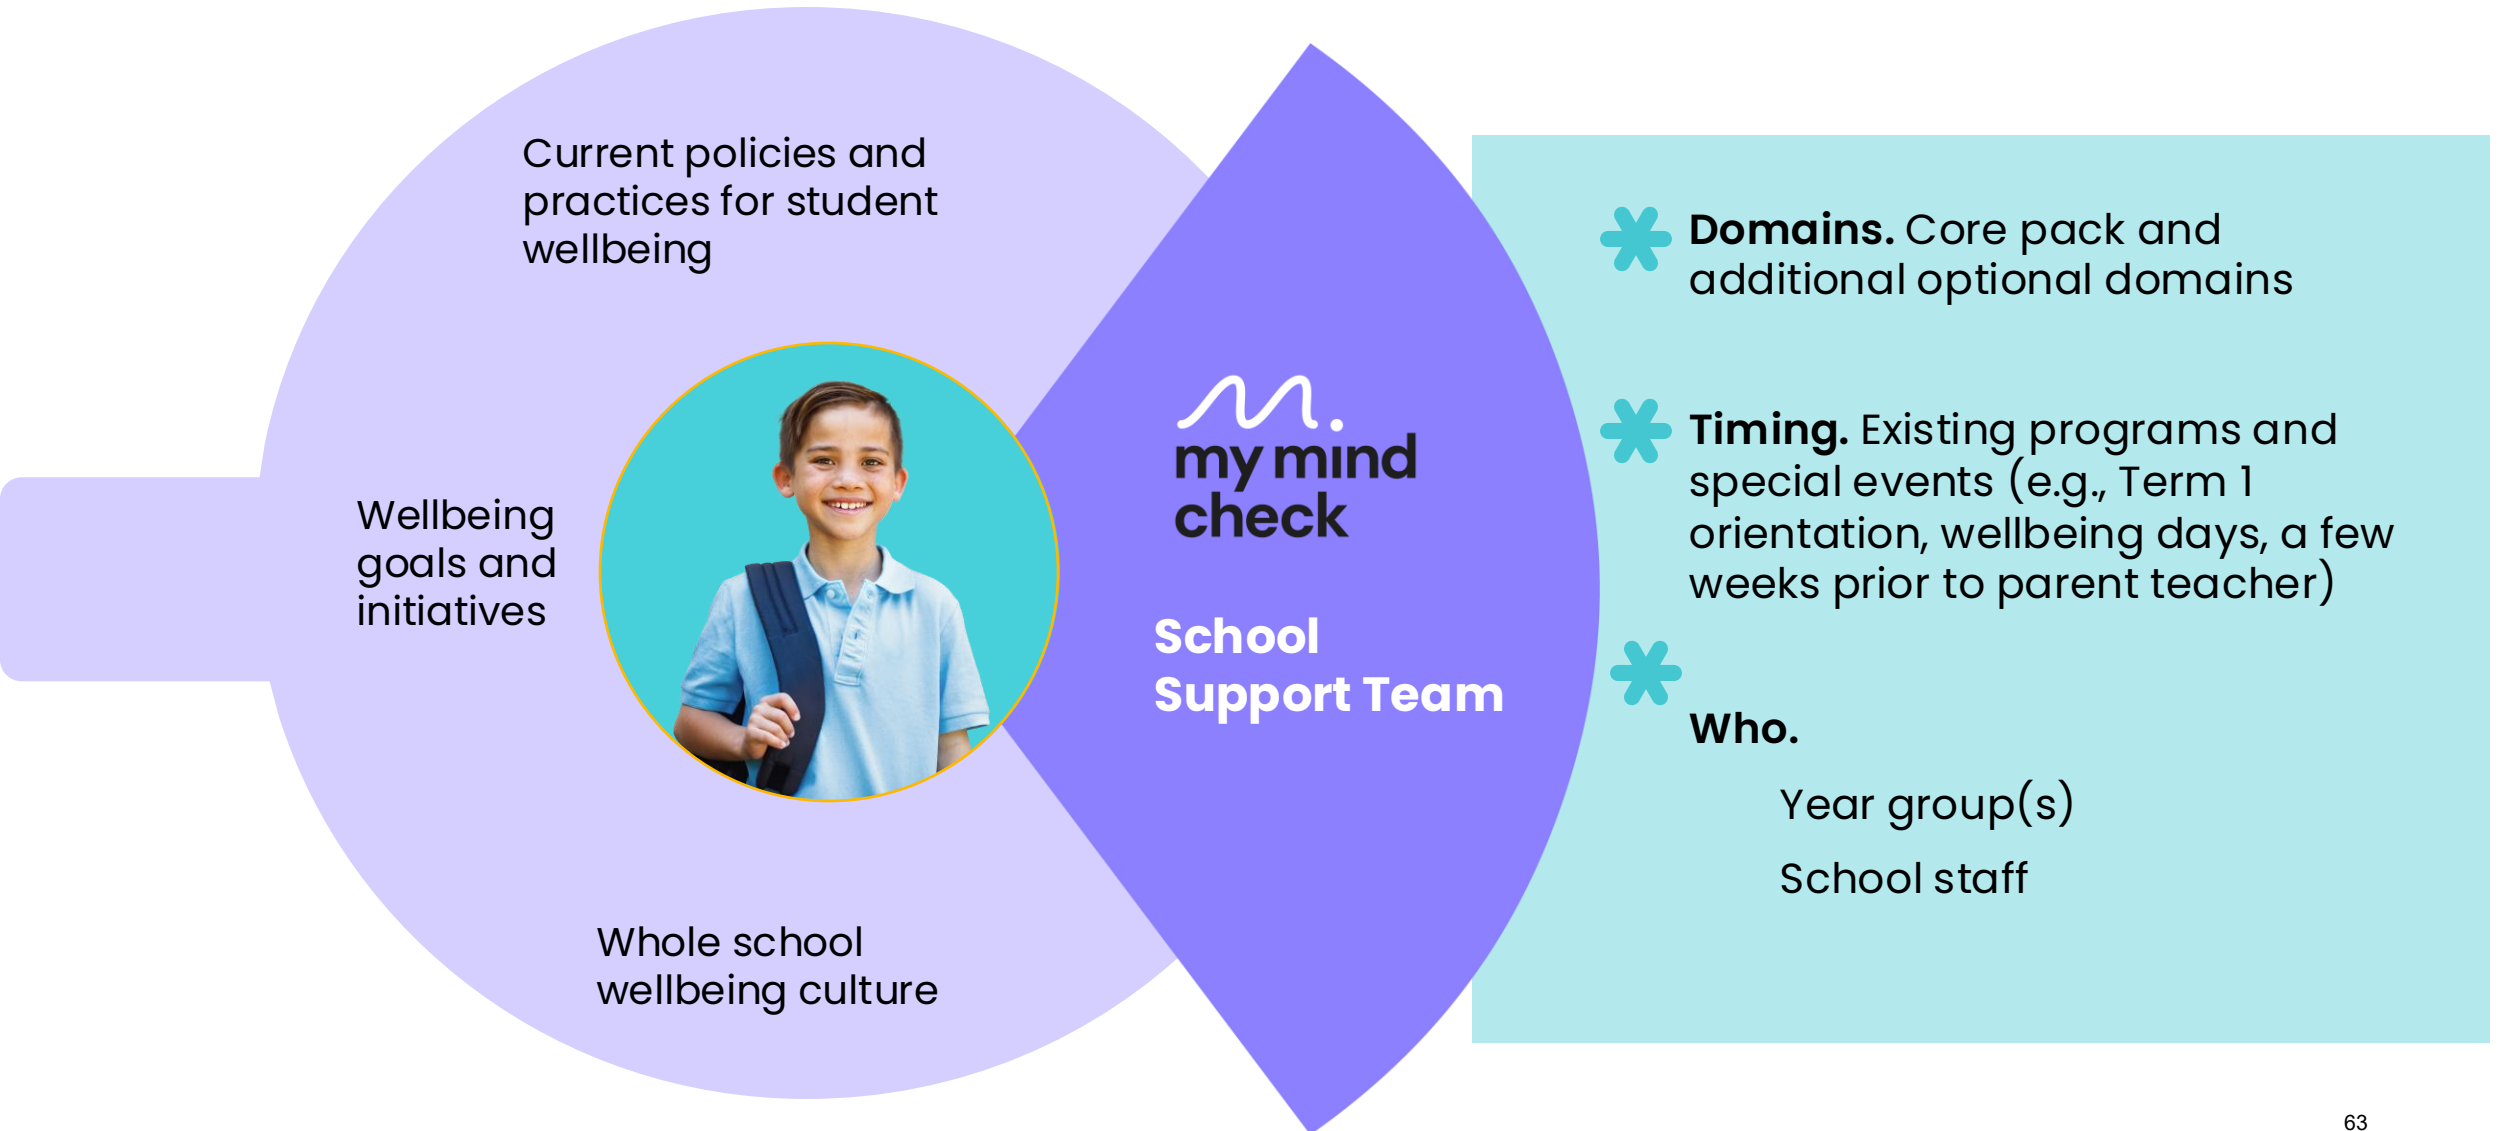 Current policies and
practices for student
wellbeing
Wellbeing
goals and
initiatives
Whole school
wellbeing culture
my mind
check
School
Support Team
Domains. Core pack and
additional optional domains
Timing. Existing programs and
special events (e.g., Term 1
orientation, wellbeing days, a few
weeks prior to parent teacher)
Who.
Year group(s)
School staff
63